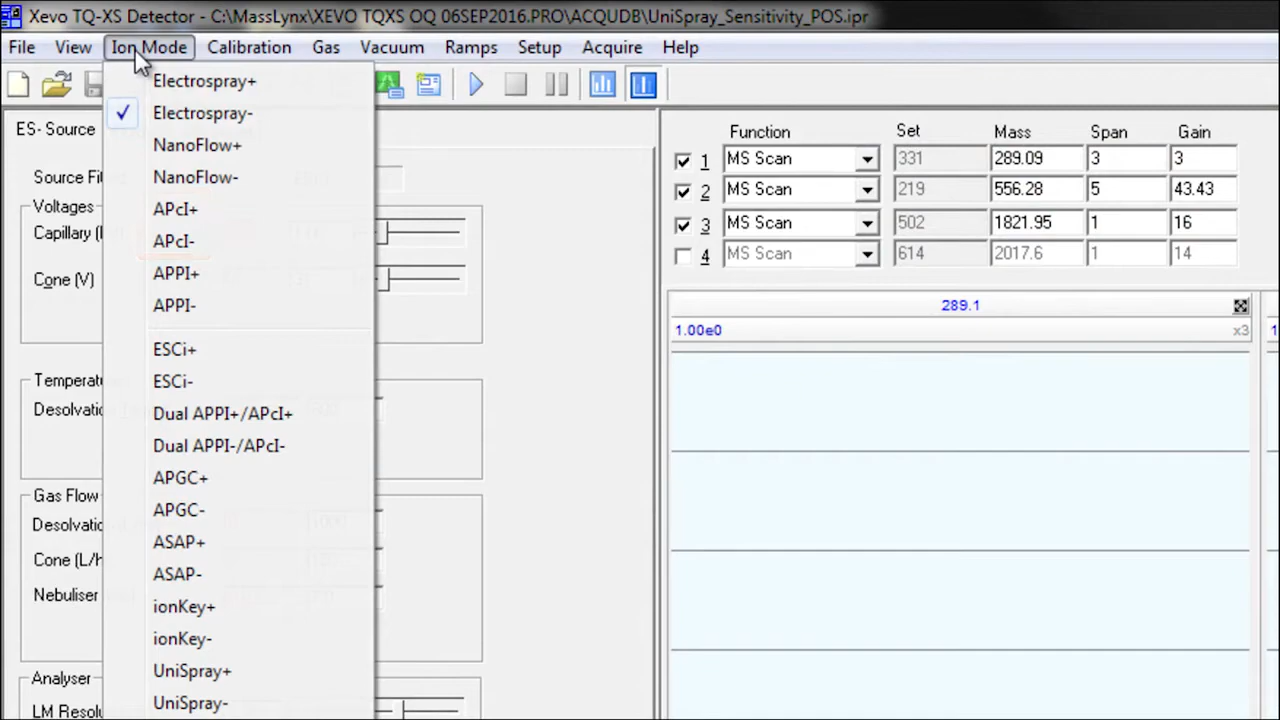 Xevo TQ-XS Detector - C:\MassLynx\XEVO TQXS OQ 06SEP2016.PRO\ACQUDB\UniSpray_Sensitivity_POS.ipr
File View Ion Mode Calibration Gas Vacuum Ramps Setup Acquire Help
Electrospray+
Electrospray-
NanoFlow+
NanoFlow-
APcI+
APcI-
APPI+
APPI-
ESCi+
ESCi-
Dual APPI+/APcI+
Dual APPI-/APcI-
APGC+
APGC-
ASAP+
ASAP-
ionKey+
ionKey-
UniSpray+
UniSpray-
ES- Source
Source
Voltages
Capillary
Cone (V)
Gas Flow
Cone
Nebuliser
Analyser
LM
Function Set Mass Span Gain
1 MS Scan 331 289.09 3 3
2 MS Scan 219 556.28 5 43.43
3 MS Scan 502 1821.95 1 16
4 MS Scan 614 2017.6 1 14
289.1
1.00e0 x3